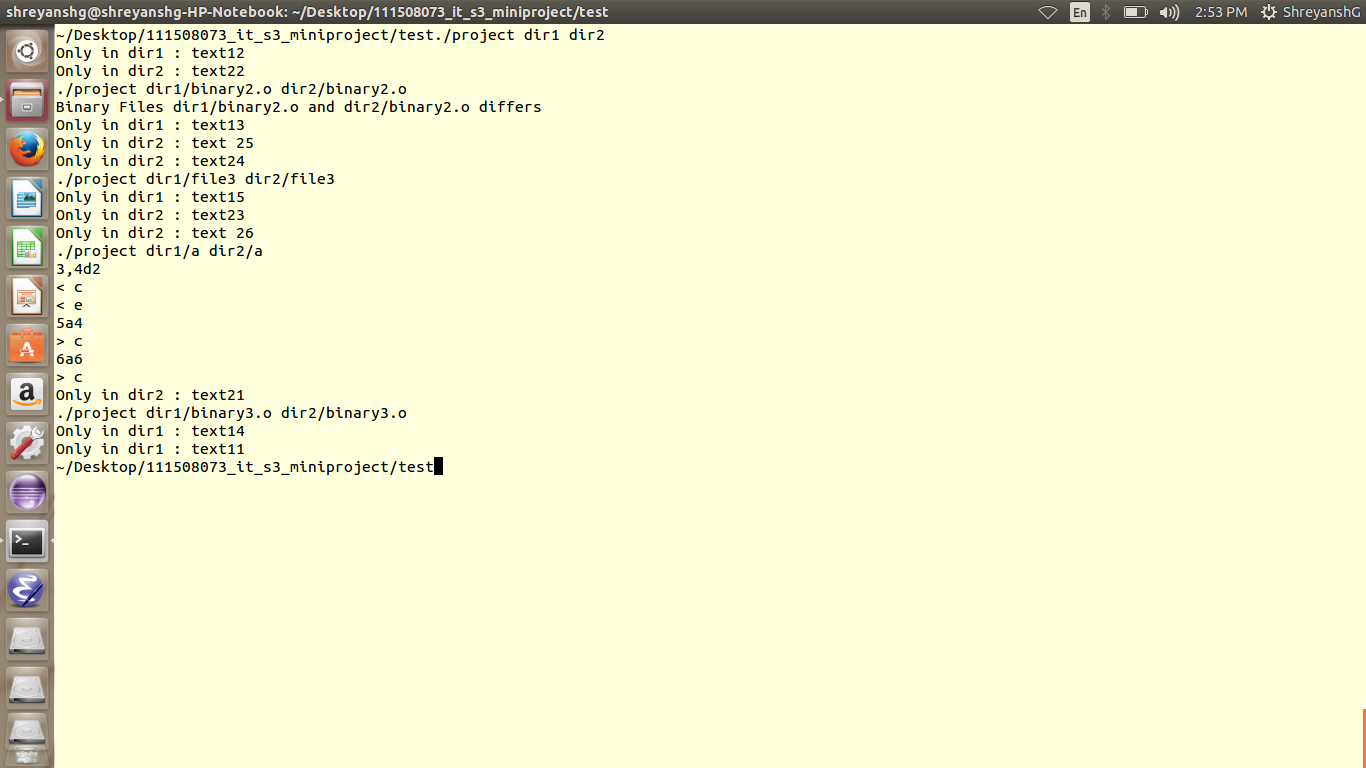 shreyanshg@shreyanshg-HP-Notebook: ~/Desktop/111508073_it_s3_miniproject/test En 2:53 PM ShreyanshG
~/Desktop/111508073_it_s3_miniproject/test./project dir1 dir2
Only in dir1 : text12
Only in dir2 : text22
./project dir1/binary2.o dir2/binary2.o
Binary Files dir1/binary2.o and dir2/binary2.o differs
Only in dir1 : text13
Only in dir2 : text 25
Only in dir2 : text24
./project dir1/file3 dir2/file3
Only in dir1 : text15
Only in dir2 : text23
Only in dir2 : text 26
./project dir1/a dir2/a
3,4d2
< c
< e
5a4
> c
6a6
> c
Only in dir2 : text21
./project dir1/binary3.o dir2/binary3.o
Only in dir1 : text14
Only in dir1 : text11
~/Desktop/111508073_it_s3_miniproject/test